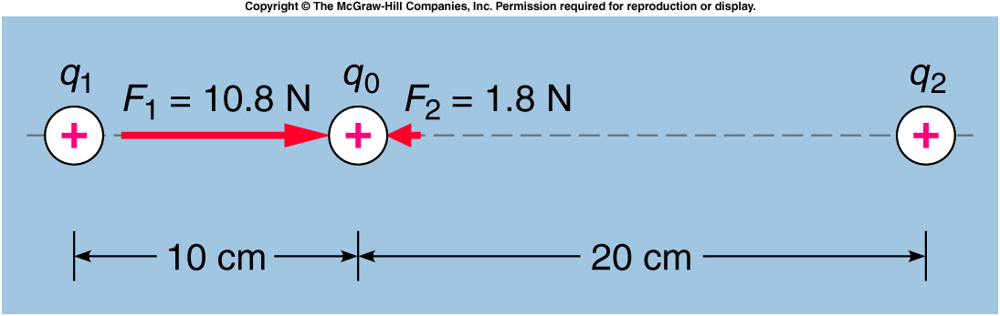 Copyright © The McGraw-Hill Companies, Inc. Permission required for reproduction or display.
q1 q0 q2
F1 = 10.8 N F2 = 1.8 N
+ + +
10 cm 20 cm